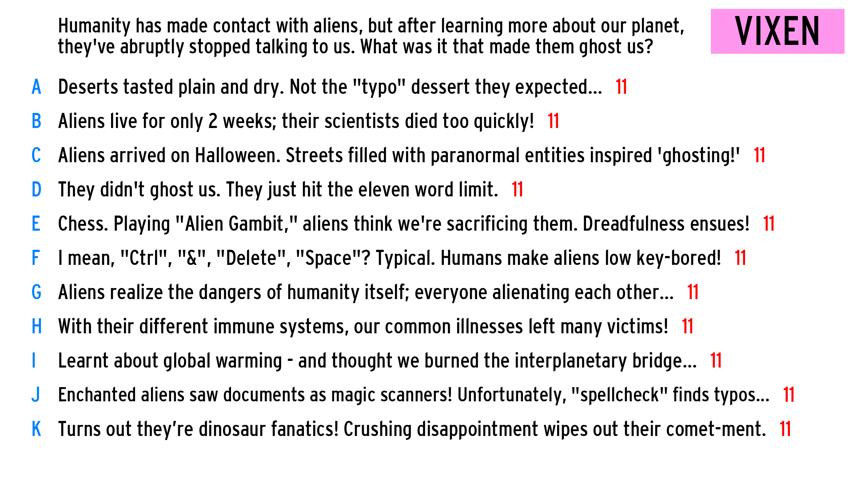 Humanity has made contact with aliens, but after learning more about our planet,
they've abruptly stopped talking to us. What was it that made them ghost us?
VIXEN
A Deserts tasted plain and dry. Not the "typo" dessert they expected... 11
B Aliens live for only 2 weeks; their scientists died too quickly! 11
C Aliens arrived on Halloween. Streets filled with paranormal entities inspired 'ghosting!' 11
D They didn't ghost us. They just hit the eleven word limit. 11
E Chess. Playing "Alien Gambit," aliens think we're sacrificing them. Dreadfulness ensues! 11
F I mean, "Ctrl", "&", "Delete", "Space"? Typical. Humans make aliens low key-bored! 11
G Aliens realize the dangers of humanity itself; everyone alienating each other... 11
H With their different immune systems, our common illnesses left many victims! 11
I Learnt about global warming - and thought we burned the interplanetary bridge... 11
J Enchanted aliens saw documents as magic scanners! Unfortunately, "spellcheck" finds typos... 11
K Turns out they’re dinosaur fanatics! Crushing disappointment wipes out their comet-ment. 11